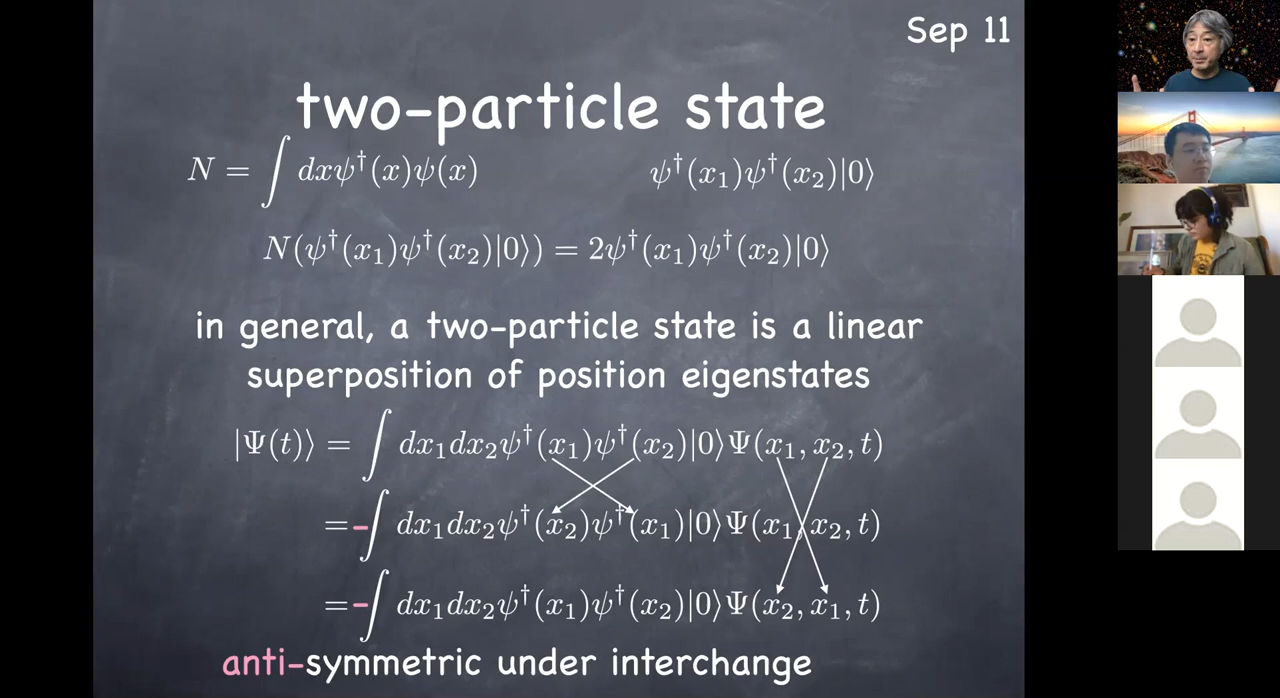 Sep 11
two-particle state
N = ∫ dxψ†(x)ψ(x)
ψ†(x₁)ψ†(x₂)|0⟩
N(ψ†(x₁)ψ†(x₂)|0⟩) = 2ψ†(x₁)ψ†(x₂)|0⟩
in general, a two-particle state is a linear
superposition of position eigenstates
|Ψ(t)⟩ = ∫ dx₁dx₂ψ†(x₁)ψ†(x₂)|0⟩Ψ(x₁, x₂, t)
= -∫ dx₁dx₂ψ†(x₂)ψ†(x₁)|0⟩Ψ(x₁, x₂, t)
= -∫ dx₁dx₂ψ†(x₁)ψ†(x₂)|0⟩Ψ(x₂, x₁, t)
anti-symmetric under interchange